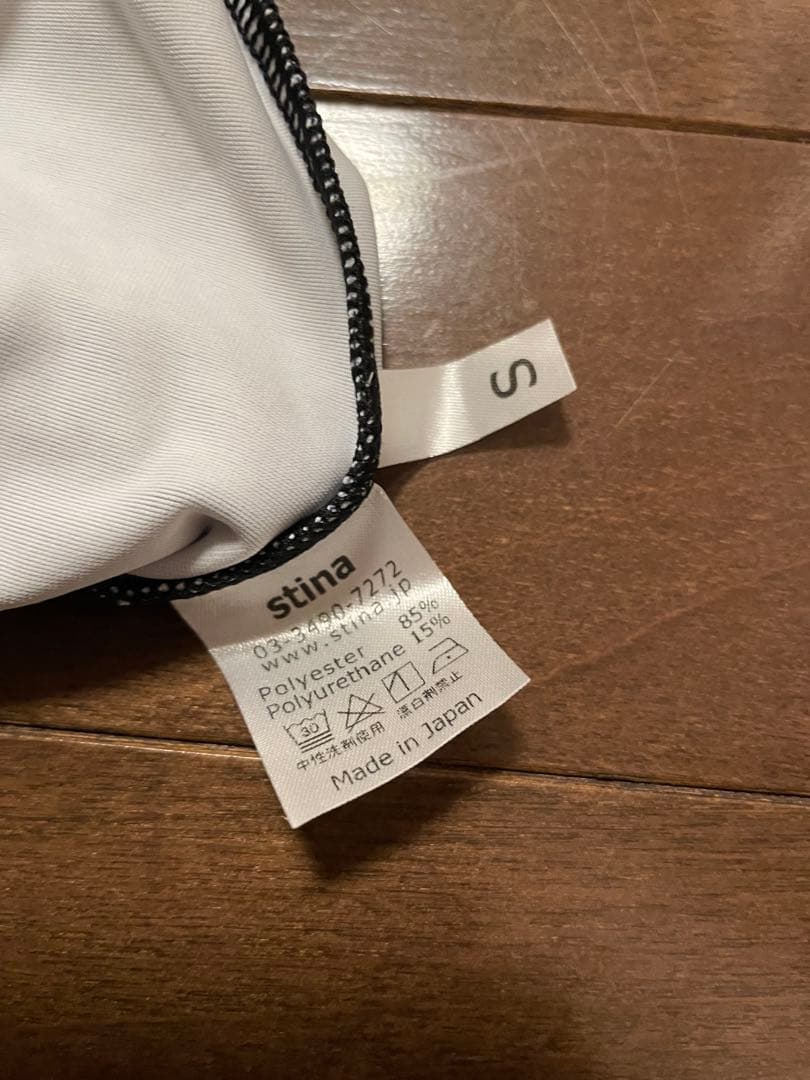 S
stina
03-3490-7272
www.stina.jp
Polyester 85%
Polyurethane 15%
30
中性洗剤使用 漂白剤禁止
Made in Japan